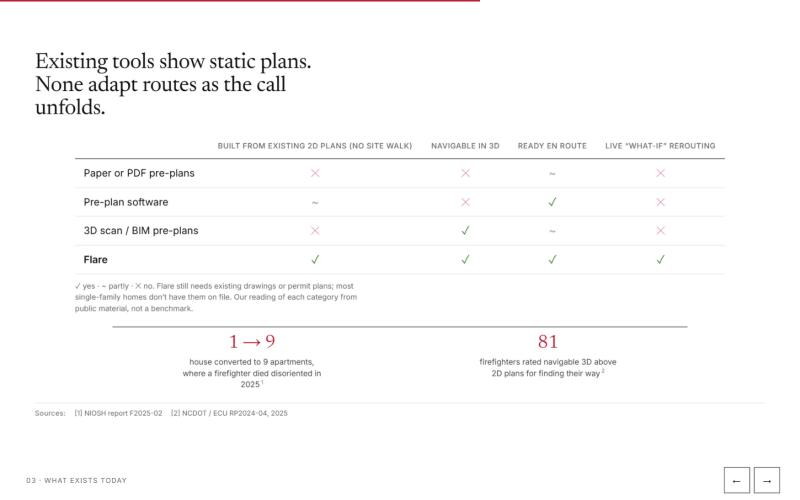 Existing tools show static plans.
None adapt routes as the call
unfolds.
BUILT FROM EXISTING 2D PLANS (NO SITE WALK) NAVIGABLE IN 3D READY EN ROUTE LIVE “WHAT-IF” REROUTING
Paper or PDF pre-plans ✕ ✕ ~ ✕
Pre-plan software ~ ✕ ✓ ✕
3D scan / BIM pre-plans ✕ ✓ ~ ✕
Flare ✓ ✓ ✓ ✓
✓ yes · ~ partly · ✕ no. Flare still needs existing drawings or permit plans; most
single-family homes don’t have them on file. Our reading of each category from
public material, not a benchmark.
1 → 9
house converted to 9 apartments,
where a firefighter died disoriented in
2025 1
81
firefighters rated navigable 3D above
2D plans for finding their way 2
Sources: [1] NIOSH report F2025-02 [2] NCDOT / ECU RP2024-04, 2025
03 · WHAT EXISTS TODAY
← →